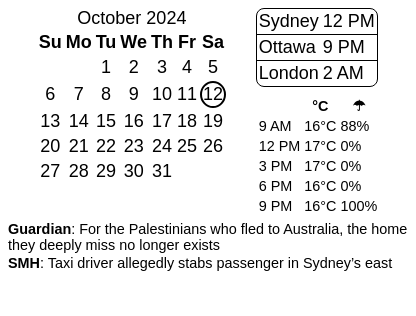 October 2024
Su Mo Tu We Th Fr Sa
1 2 3 4 5
6 7 8 9 10 11 12
13 14 15 16 17 18 19
20 21 22 23 24 25 26
27 28 29 30 31
Sydney 12 PM
Ottawa 9 PM
London 2 AM
°C ☂
9 AM 16°C 88%
12 PM 17°C 0%
3 PM 17°C 0%
6 PM 16°C 0%
9 PM 16°C 100%
Guardian: For the Palestinians who fled to Australia, the home
they deeply miss no longer exists
SMH: Taxi driver allegedly stabs passenger in Sydney's east